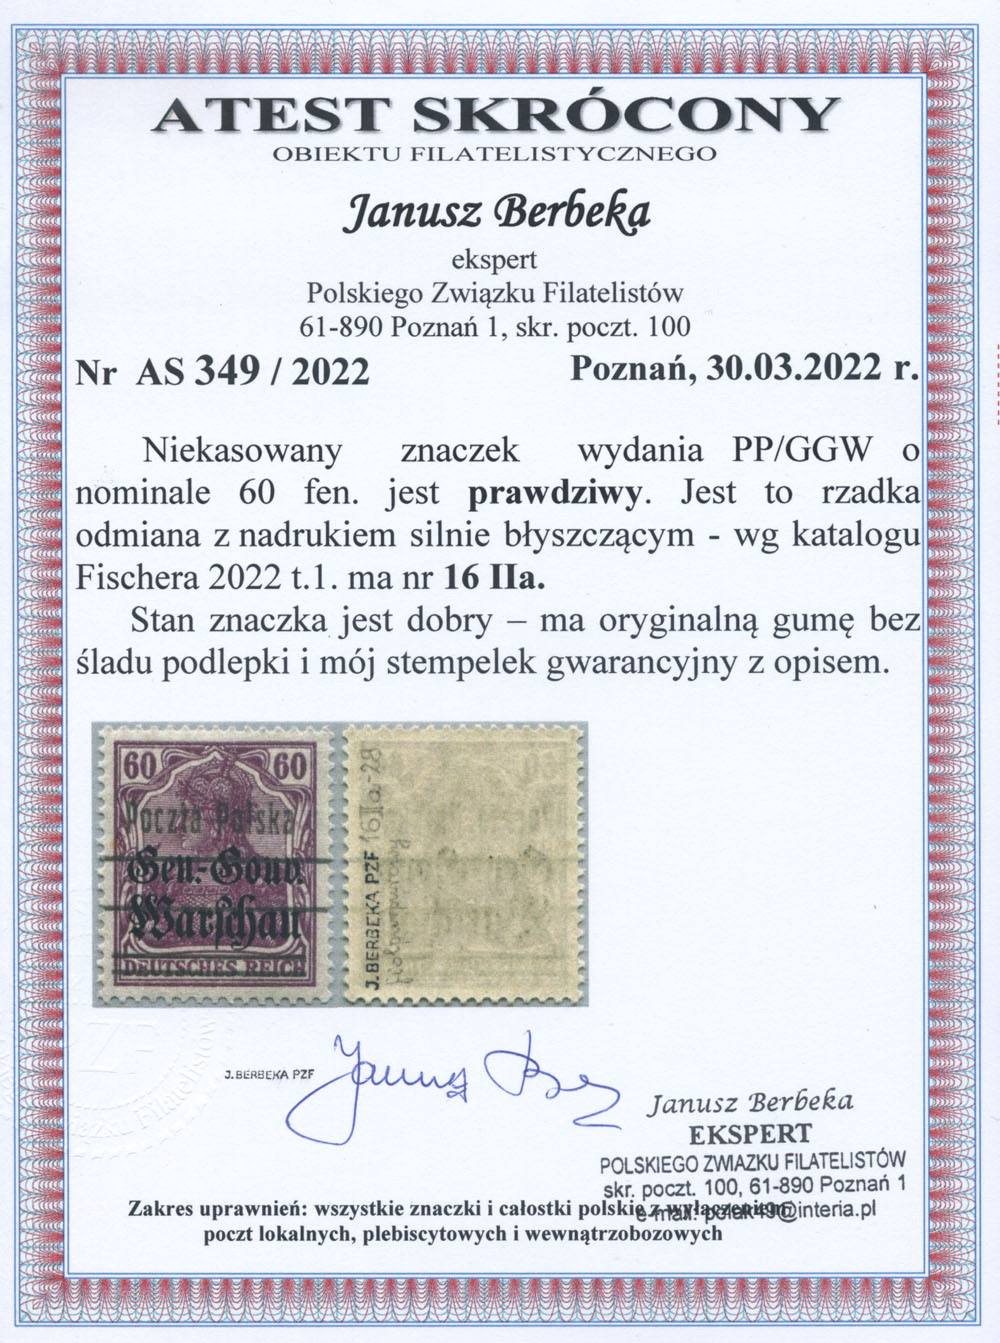 ATEST SKRÓCONY
OBIEKTU FILATELISTYCZNEGO
Janusz Berbeka
ekspert
Polskiego Związku Filatelistów
61-890 Poznań 1, skr. poczt. 100
Nr AS 349 / 2022 Poznań, 30.03.2022 r.
Niekasowany znaczek wydania PP/GGW o
nominale 60 fen. jest prawdziwy. Jest to rzadka
odmiana z nadrukiem silnie błyszczącym - wg katalogu
Fischera 2022 t.1. ma nr 16 IIa.
Stan znaczka jest dobry – ma oryginalną gumę bez
śladu podlepki i mój stempelek gwarancyjny z opisem.
60 60
Poczta Polska
Gen.-Gouv.
Warschau
DEUTSCHES REICH
J. BERBEKA PZF 16IIa.-28
J. BERBEKA PZF
Janusz Berbeka
EKSPERT
POLSKIEGO ZWIAZKU FILATELISTÓW
skr. poczt. 100, 61-890 Poznań 1
e-mail: polak49@interia.pl
Zakres uprawnień: wszystkie znaczki i całostki polskie z wyłączeniem
poczt lokalnych, plebiscytowych i wewnątrzobozowych